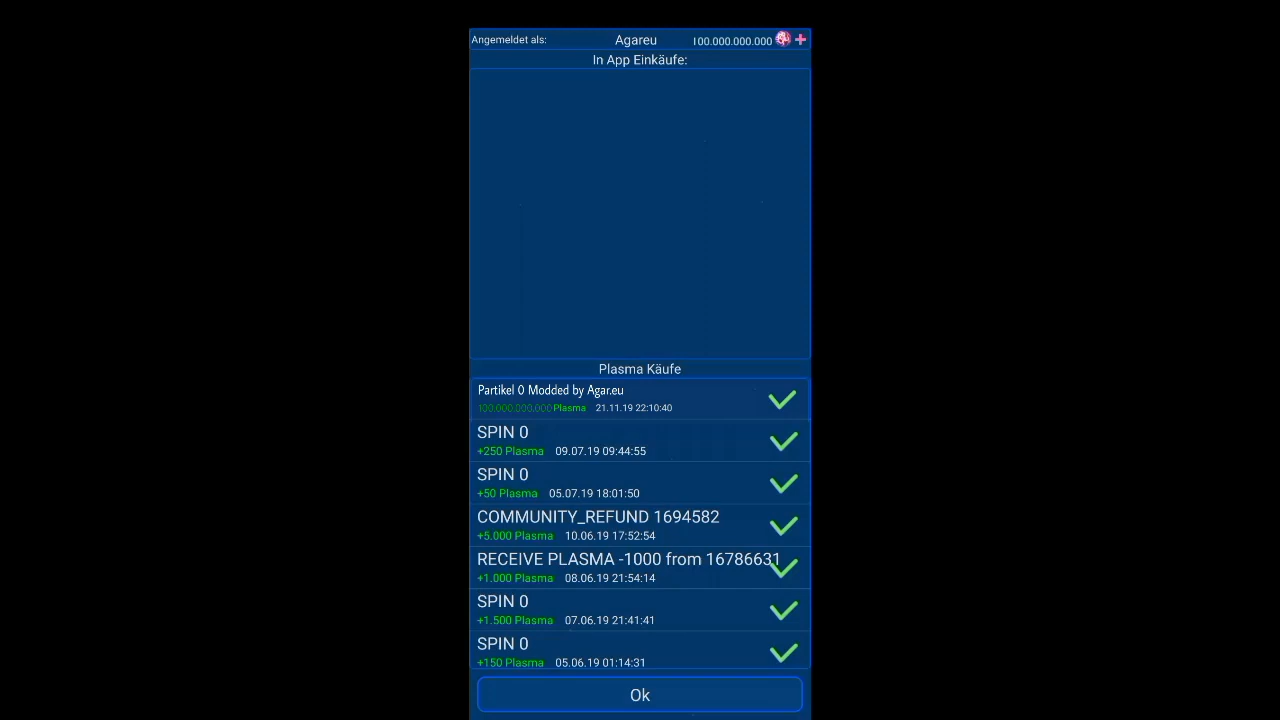 Angemeldet als: Agareu 100.000.000.000
In App Einkäufe:
Plasma Käufe
Partikel 0 Modded by Agar.eu
100.000.000.000 Plasma 21.11.19 22:10:40
SPIN 0
+250 Plasma 09.07.19 09:44:55
SPIN 0
+50 Plasma 05.07.19 18:01:50
COMMUNITY_REFUND 1694582
+5.000 Plasma 10.06.19 17:52:54
RECEIVE PLASMA -1000 from 16786631
+1.000 Plasma 08.06.19 21:54:14
SPIN 0
+1.500 Plasma 07.06.19 21:41:41
SPIN 0
+150 Plasma 05.06.19 01:14:31
Ok